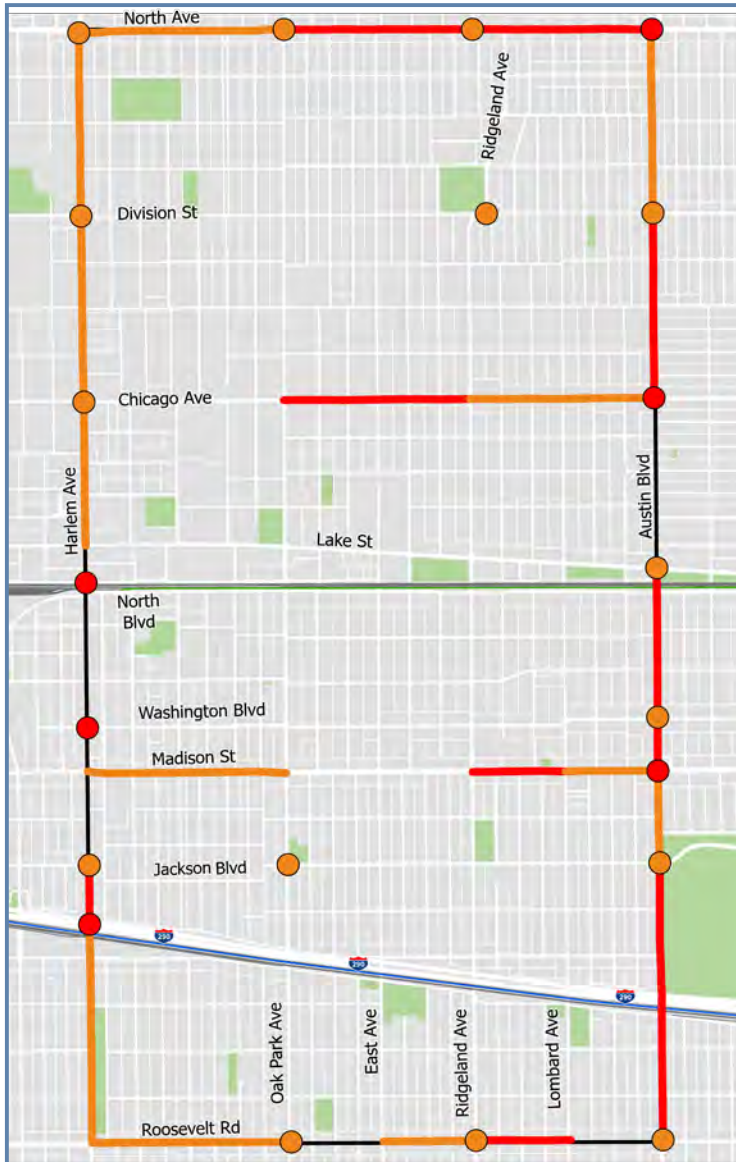 North Ave
Ridgeland Ave
Division St
Chicago Ave
Harlem Ave
Austin Blvd
Lake St
North
Blvd
Washington Blvd
Madison St
Jackson Blvd
290
290
290
Oak Park Ave
East Ave
Ridgeland Ave
Lombard Ave
Roosevelt Rd